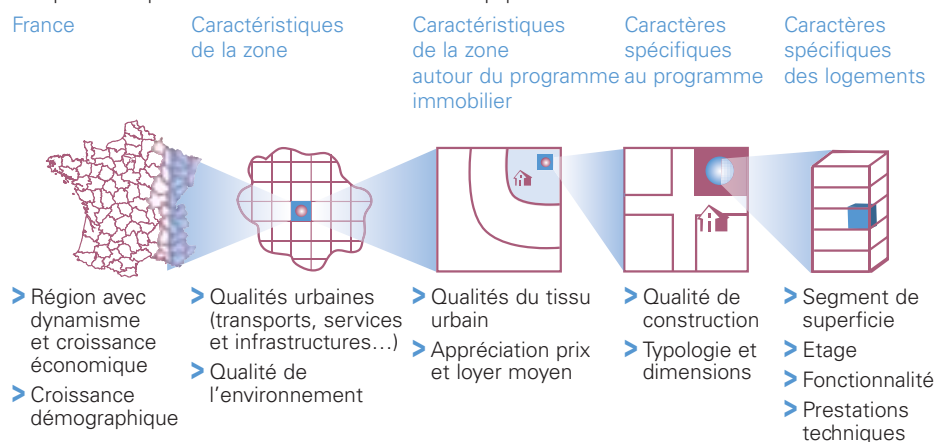 France
Caractéristiques
de la zone
Caractéristiques
de la zone
autour du programme
immobilier
Caractères
spécifiques
au programme
Caractères
spécifiques
des logements
> Région avec
dynamisme
et croissance
économique
> Croissance
démographique
> Qualités urbaines
(transports, services
et infrastructures…)
> Qualité de
l'environnement
> Qualités du tissu
urbain
> Appréciation prix
et loyer moyen
> Qualité de
construction
> Typologie et
dimensions
> Segment de
superficie
> Etage
> Fonctionnalité
> Prestations
techniques